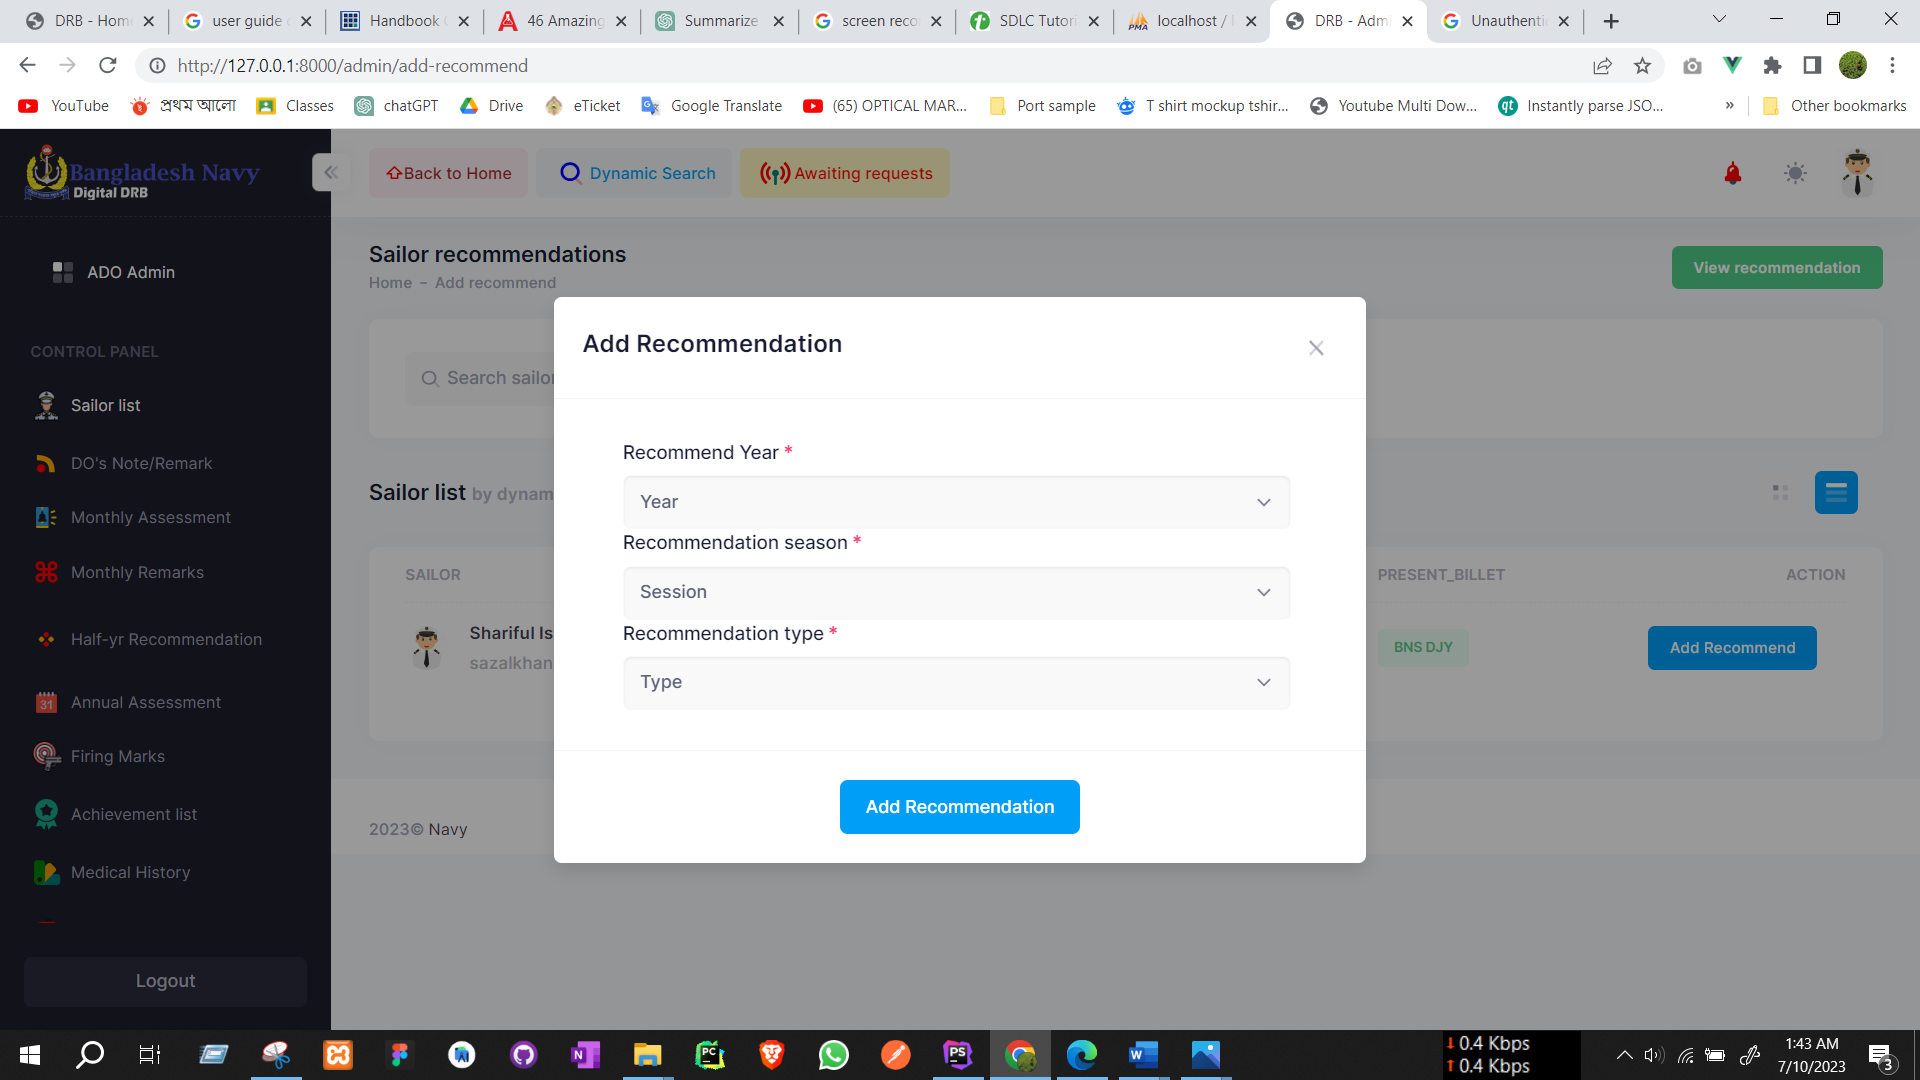 DRB - Hom
user guide
Handbook
46 Amazing
Summarize
screen reco
SDLC Tutori
localhost /
DRB - Adm
Unauthenti
http://127.0.0.1:8000/admin/add-recommend
YouTube
প্রথম আলো
Classes
chatGPT
Drive
eTicket
Google Translate
(65) OPTICAL MAR...
Port sample
T shirt mockup tshir...
Youtube Multi Dow...
Instantly parse JSO...
»
Other bookmarks
Bangladesh Navy
Digital DRB
Back to Home
Dynamic Search
Awaiting requests
ADO Admin
CONTROL PANEL
Sailor list
DO's Note/Remark
Monthly Assessment
Monthly Remarks
Half-yr Recommendation
Annual Assessment
Firing Marks
Achievement list
Medical History
Logout
Sailor recommendations
Home - Add recommend
View recommendation
Search sailor
Sailor list by dynam
SAILOR
PRESENT_BILLET
ACTION
Shariful Is
sazalkhan
BNS DJY
Add Recommend
2023© Navy
Add Recommendation
Recommend Year *
Year
Recommendation season *
Session
Recommendation type *
Type
Add Recommendation
0.4 Kbps
0.4 Kbps
1:43 AM
7/10/2023
3